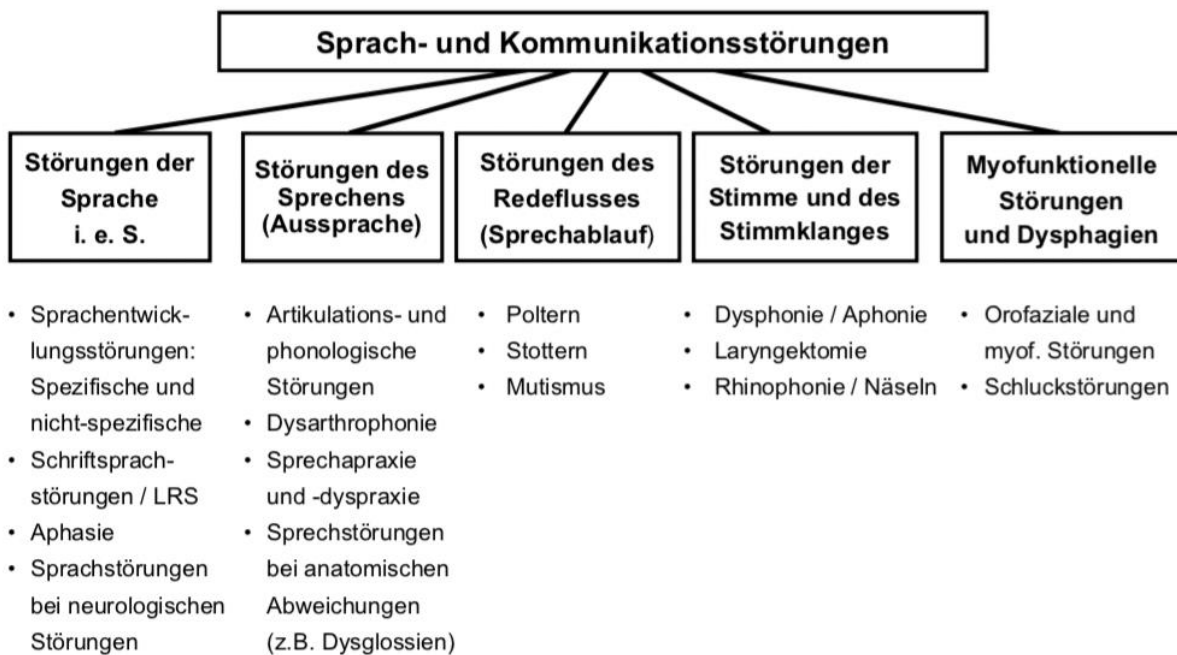 Sprach- und Kommunikationsstörungen
Störungen der
Sprache
i. e. S.
Störungen des
Sprechens
(Aussprache)
Störungen des
Redeflusses
(Sprechablauf)
Störungen der
Stimme und des
Stimmklanges
Myofunktionelle
Störungen
und Dysphagien
• Sprachentwick-
lungsstörungen:
Spezifische und
nicht-spezifische
• Schriftsprach-
störungen / LRS
• Aphasie
• Sprachstörungen
bei neurologischen
Störungen
• Artikulations- und
phonologische
Störungen
• Dysarthrophonie
• Sprechapraxie
und -dyspraxie
• Sprechstörungen
bei anatomischen
Abweichungen
(z.B. Dysglossien)
• Poltern
• Stottern
• Mutismus
• Dysphonie / Aphonie
• Laryngektomie
• Rhinophonie / Näseln
• Orofaziale und
myof. Störungen
• Schluckstörungen